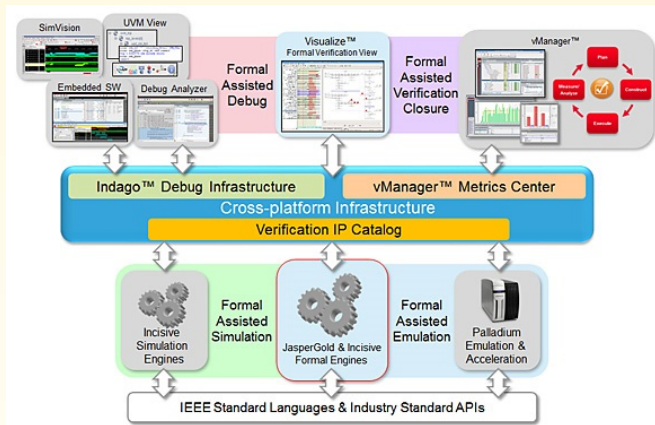 SimVision
UVM View
Embedded SW
Debug Analyzer
Formal
Assisted
Debug
Visualize™
Formal Verification View
Formal
Assisted
Verification
Closure
vManager™
Plan
Construct
Execute
Measure/
Analyze
Indago™ Debug Infrastructure
vManager™ Metrics Center
Cross-platform Infrastructure
Verification IP Catalog
Incisive
Simulation
Engines
Formal
Assisted
Simulation
JasperGold & Incisive
Formal Engines
Formal
Assisted
Emulation
Palladium
Emulation &
Acceleration
IEEE Standard Languages & Industry Standard APIs